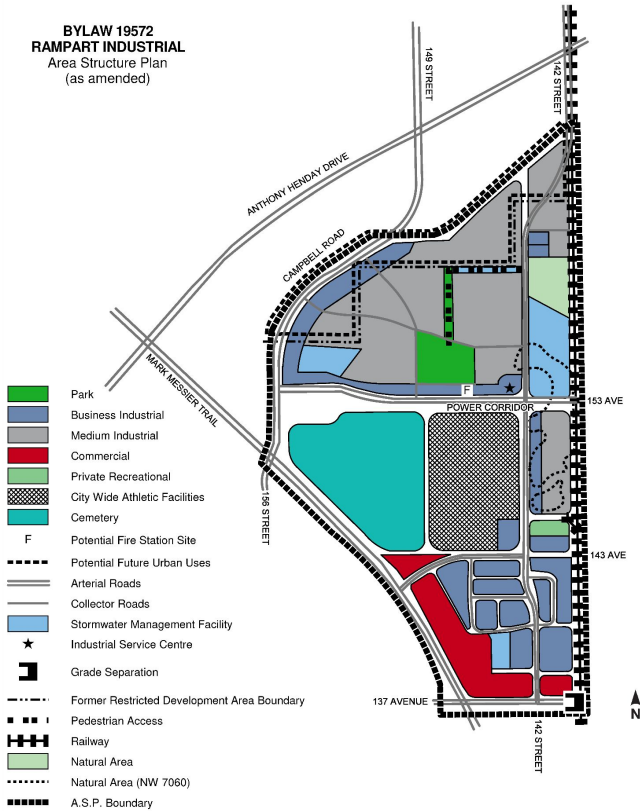 BYLAW 19572
RAMPART INDUSTRIAL
Area Structure Plan
(as amended)
149 STREET
142 STREET
ANTHONY HENDAY DRIVE
CAMPBELL ROAD
MARK MESSIER TRAIL
F
153 AVE
POWER CORRIDOR
156 STREET
143 AVE
137 AVENUE
142 STREET
N
Park
Business Industrial
Medium Industrial
Commercial
Private Recreational
City Wide Athletic Facilities
Cemetery
F Potential Fire Station Site
Potential Future Urban Uses
Arterial Roads
Collector Roads
Stormwater Management Facility
Industrial Service Centre
Grade Separation
Former Restricted Development Area Boundary
Pedestrian Access
Railway
Natural Area
Natural Area (NW 7060)
A.S.P. Boundary